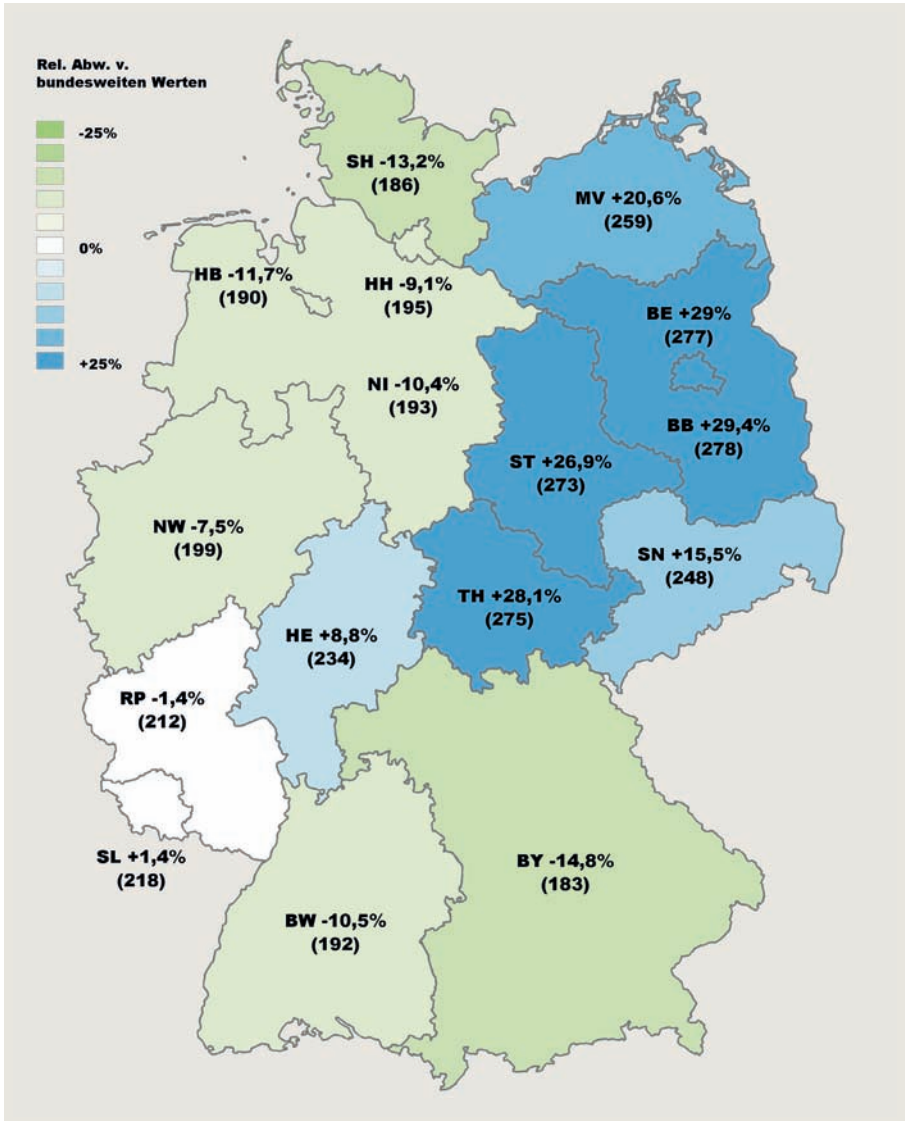 Rel. Abw. v.
bundesweiten Werten
-25%
0%
+25%
SH -13,2%
(186)
MV +20,6%
(259)
HB -11,7%
(190)
HH -9,1%
(195)
BE +29%
(277)
NI -10,4%
(193)
BB +29,4%
(278)
ST +26,9%
(273)
NW -7,5%
(199)
SN +15,5%
(248)
TH +28,1%
(275)
HE +8,8%
(234)
RP -1,4%
(212)
SL +1,4%
(218)
BY -14,8%
(183)
BW -10,5%
(192)